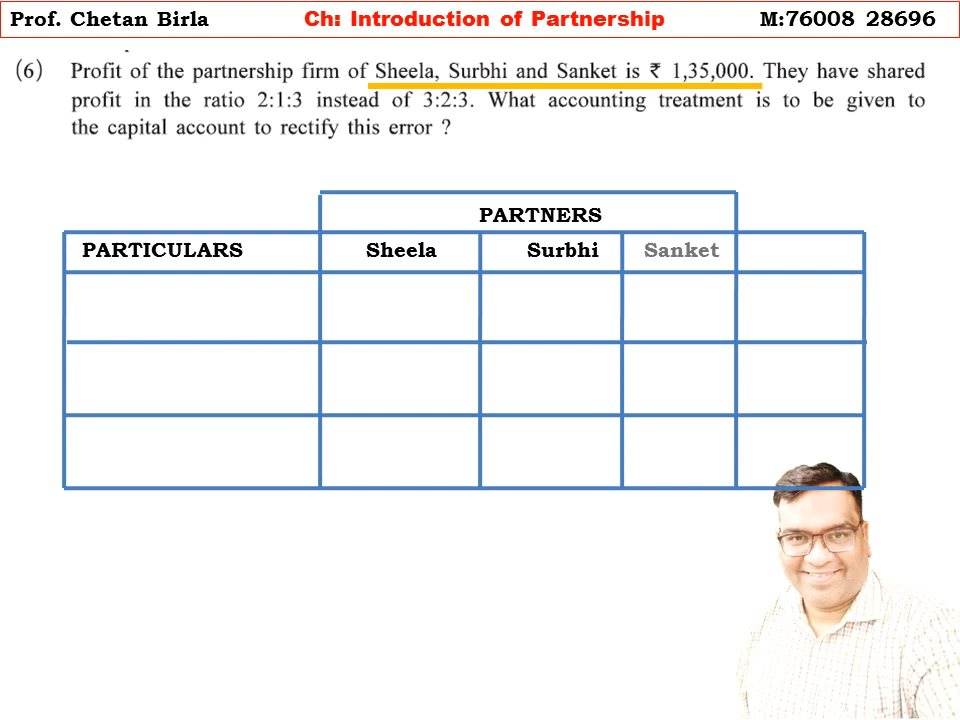 Prof. Chetan Birla Ch: Introduction of Partnership M:76008 28696
(6) Profit of the partnership firm of Sheela, Surbhi and Sanket is ₹ 1,35,000. They have shared
profit in the ratio 2:1:3 instead of 3:2:3. What accounting treatment is to be given to
the capital account to rectify this error ?
PARTNERS
PARTICULARS Sheela Surbhi Sanket